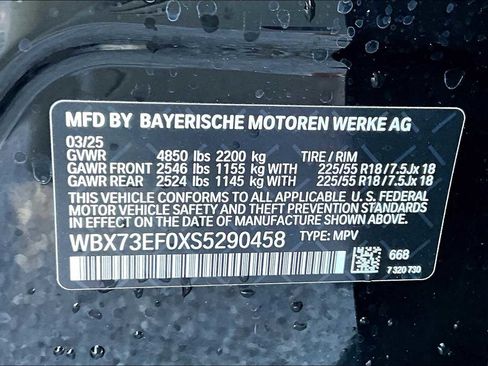 MFD BY BAYERISCHE MOTOREN WERKE AG
03/25
GVWR 4850 lbs 2200 kg TIRE / RIM
GAWR FRONT 2546 lbs 1155 kg WITH 225/55 R18 / 7.5Jx 18
GAWR REAR 2524 lbs 1145 kg WITH 225/55 R18 / 7.5Jx 18
THIS VEHICLE CONFORMS TO ALL APPLICABLE U. S. FEDERAL
MOTOR VEHICLE SAFETY AND THEFT PREVENTION STANDARDS
IN EFFECT ON THE DATE OF MANUFACTURE SHOWN ABOVE.
WBX73EF0XS5290458 TYPE: MPV
668
7 320 730